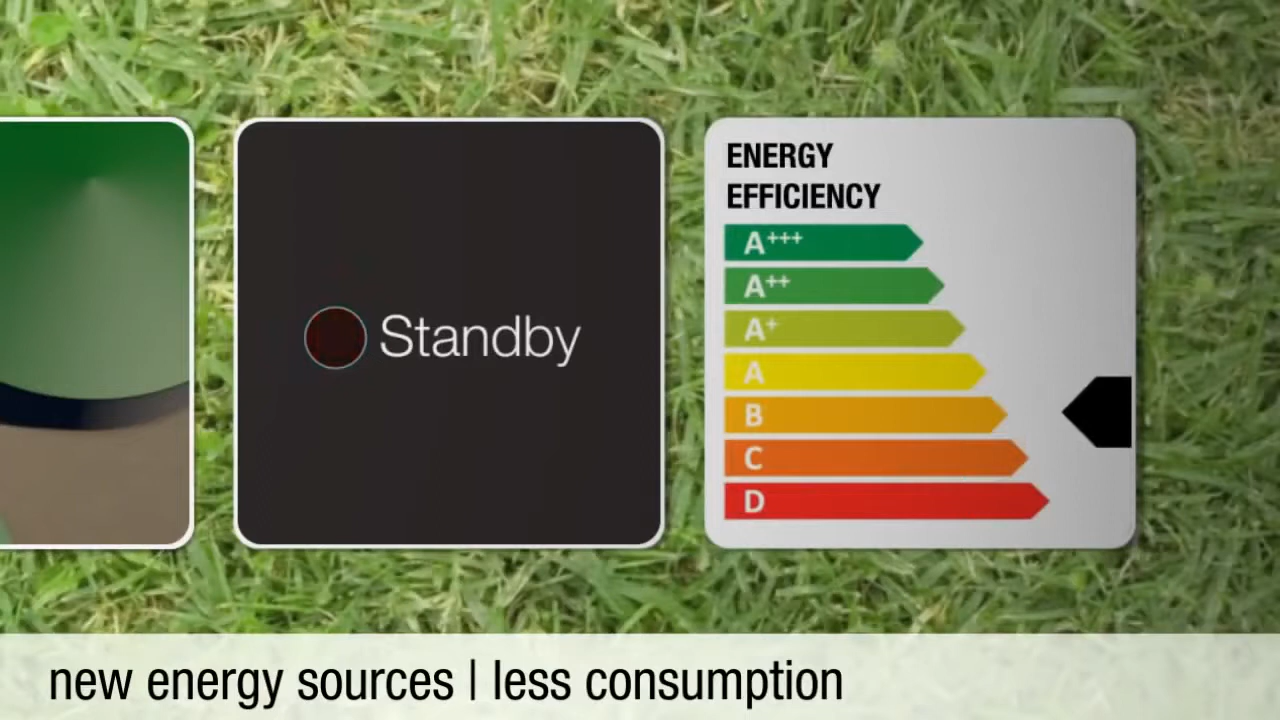 Standby
ENERGY
EFFICIENCY
A+++
A++
A+
A
B
C
D
new energy sources | less consumption